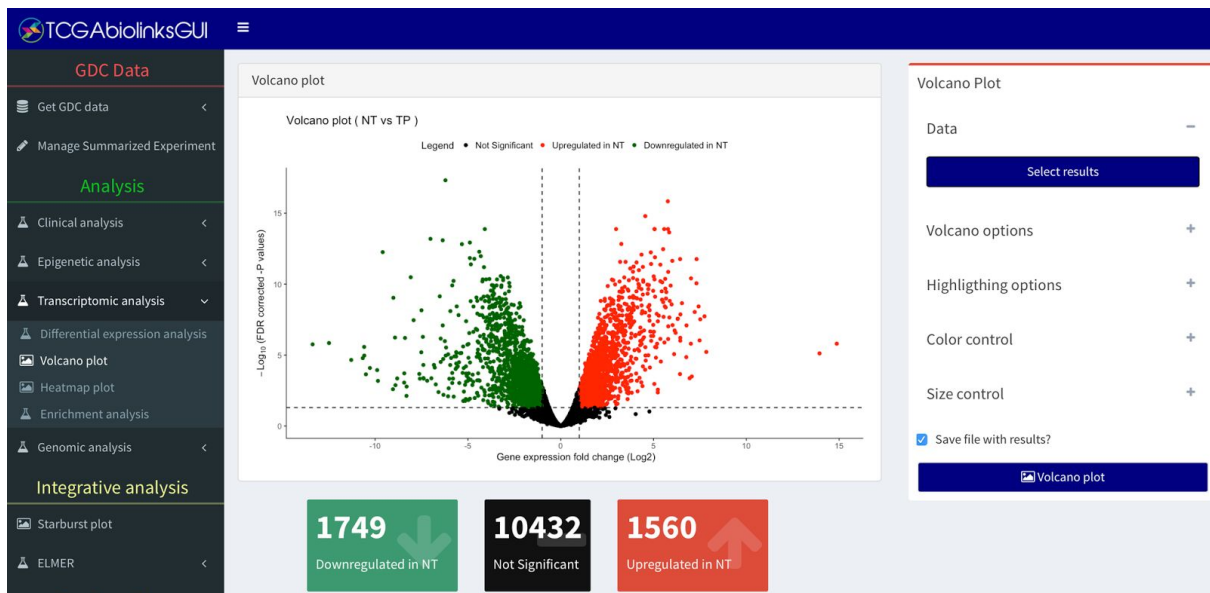 TCGAbiolinksGUI
GDC Data
Get GDC data
Manage Summarized Experiment
Analysis
Clinical analysis
Epigenetic analysis
Transcriptomic analysis
Differential expression analysis
Volcano plot
Heatmap plot
Enrichment analysis
Genomic analysis
Integrative analysis
Starburst plot
ELMER
Volcano plot
Volcano plot ( NT vs TP )
Legend Not Significant Upregulated in NT Downregulated in NT
15
10
5
0
−Log10 (FDR corrected -P values)
-10 -5 0 5 10 15
Gene expression fold change (Log2)
1749
Downregulated in NT
10432
Not Significant
1560
Upregulated in NT
Volcano Plot
Data
Select results
Volcano options
Highligthing options
Color control
Size control
Save file with results?
Volcano plot